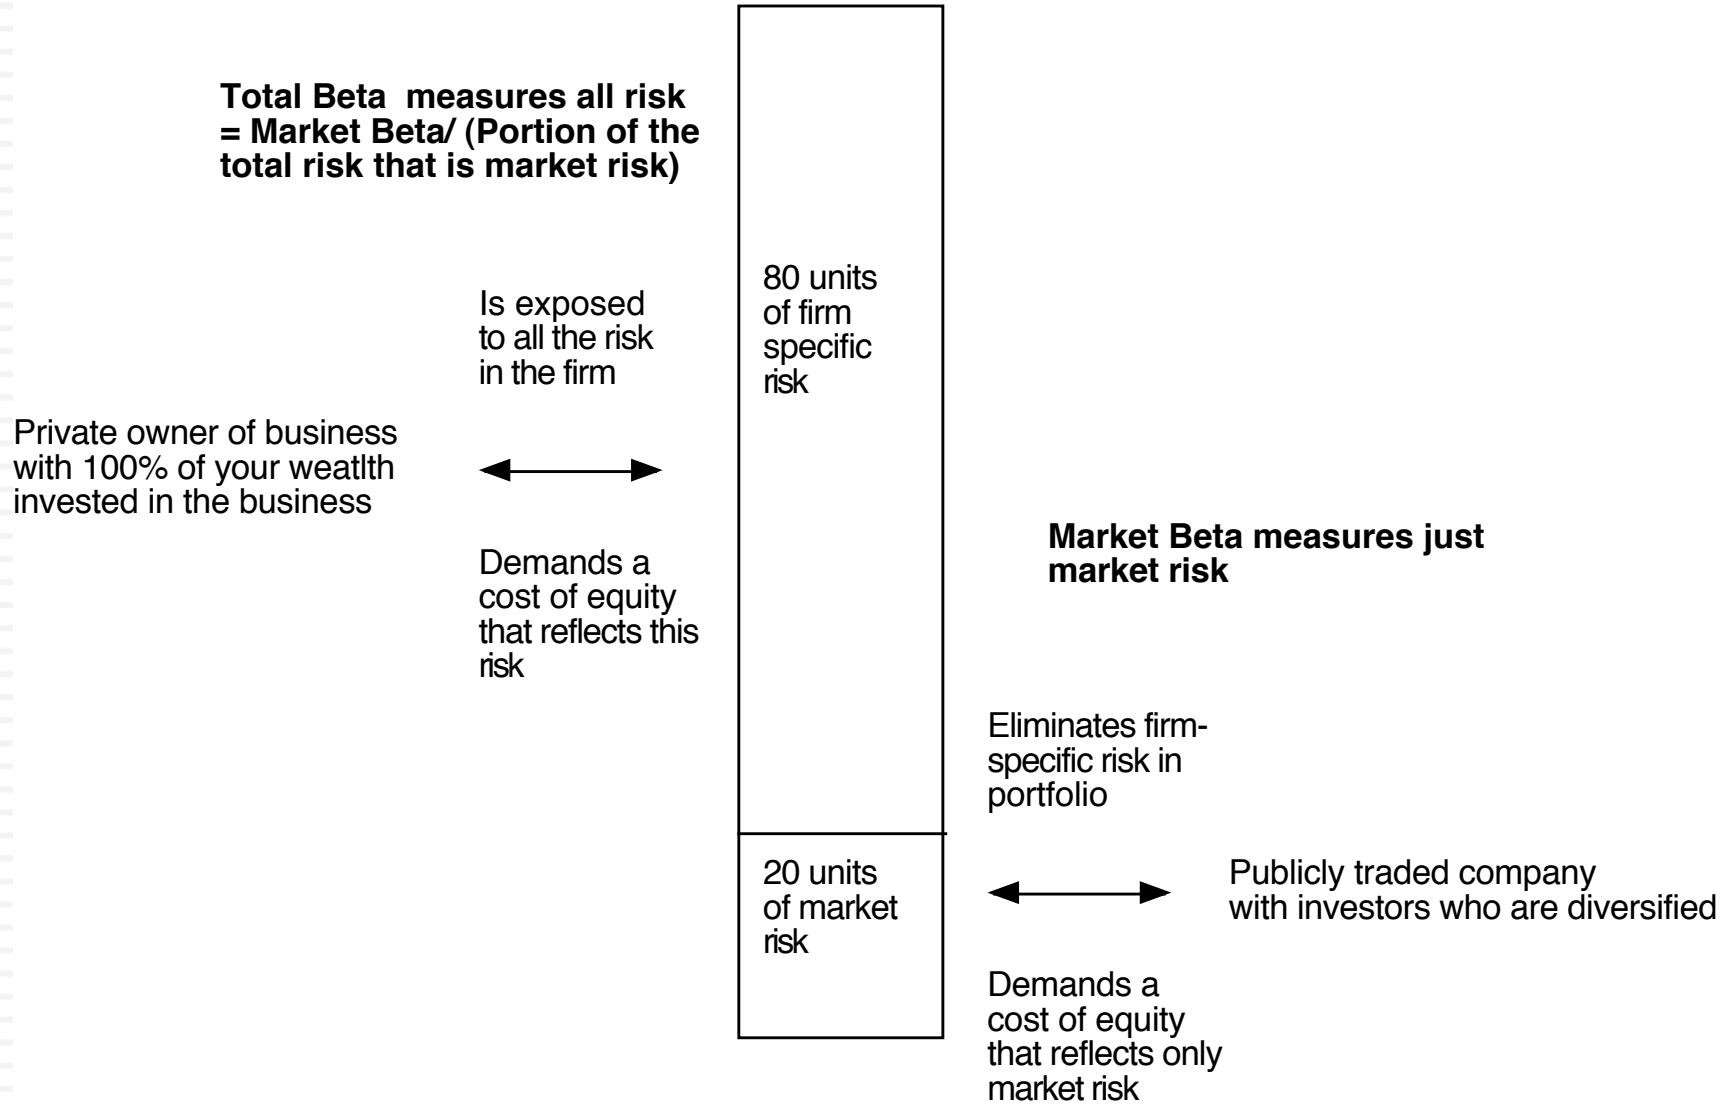 Total Beta  measures all risk
= Market Beta/ (Portion of the
total risk that is market risk)
80 units
of firm
specific
risk
Is exposed
to all the risk
in the firm
Private owner of business
with 100% of your weatlth
invested in the business
Demands a
cost of equity
that reflects this
risk
Market Beta measures just
market risk
Eliminates firm-
specific risk in
portfolio
20 units
of market
risk
Publicly traded company
with investors who are diversified
Demands a
cost of equity
that reflects only
market risk